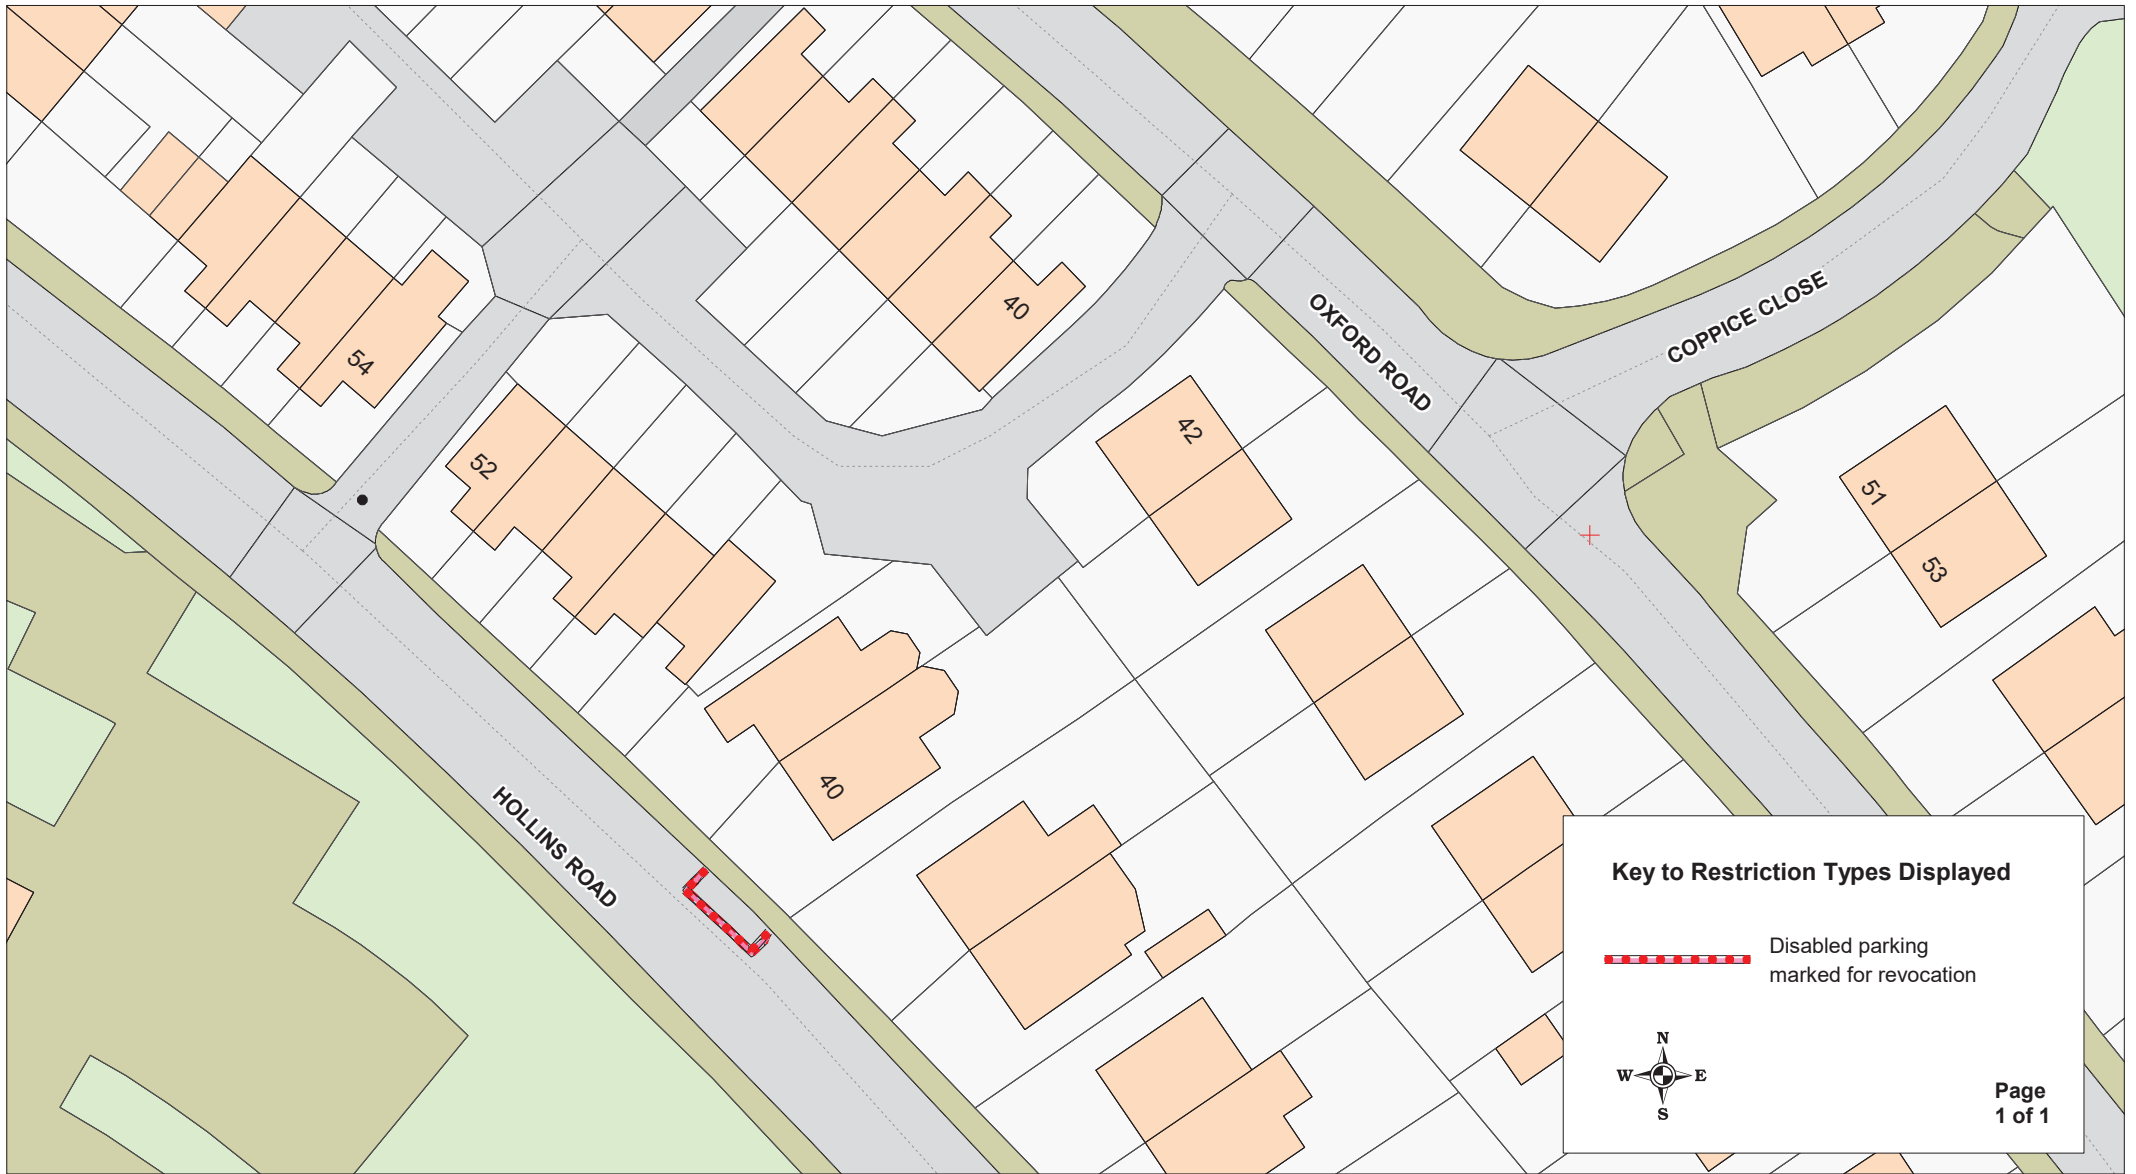 40
OXFORD ROAD
COPPICE CLOSE
54
42
52
51
53
40
HOLLINS ROAD
Key to Restriction Types Displayed
Disabled parking
marked for revocation
N
W E
S
Page
1 of 1